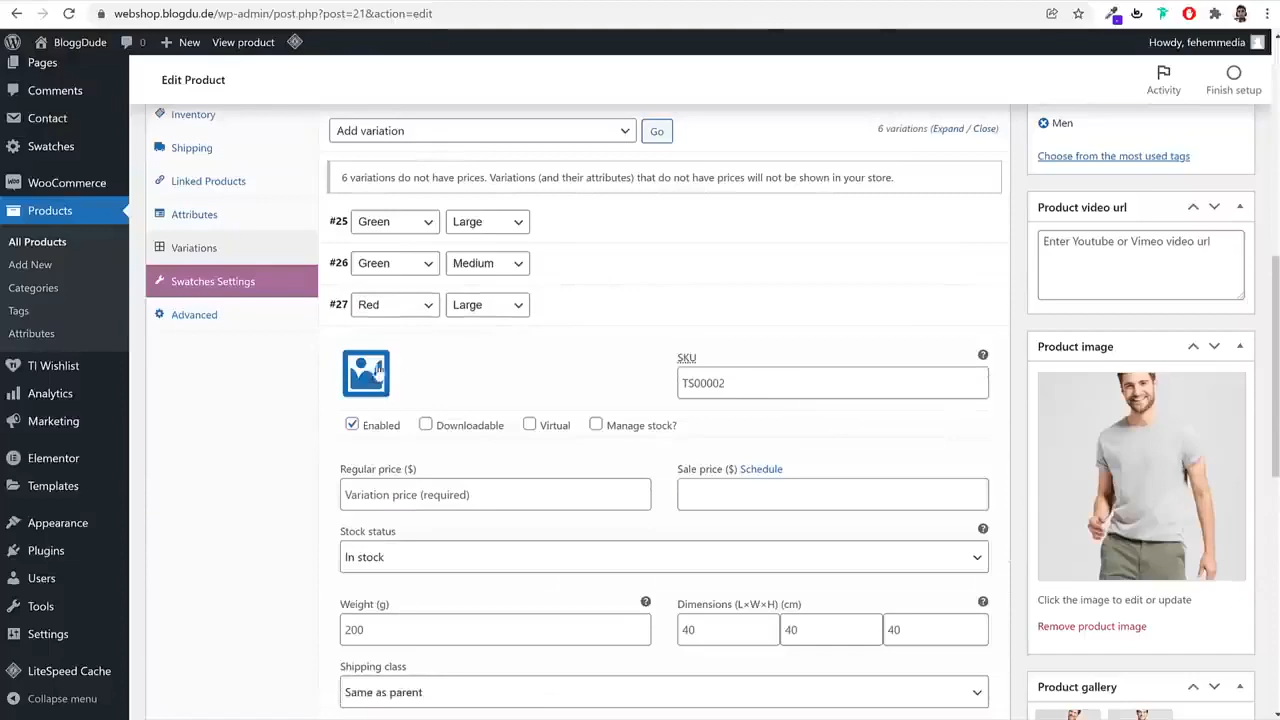 webshop.blogdu.de/wp-admin/post.php?post=21&action=edit
BloggDude 0 New View product Howdy, fehemmedia
Pages
Comments
Contact
Swatches
WooCommerce
Products
All Products
Add New
Categories
Tags
Attributes
TI Wishlist
Analytics
Marketing
Elementor
Templates
Appearance
Plugins
Users
Tools
Settings
LiteSpeed Cache
Collapse menu
Edit Product
Activity
Finish setup
Inventory
Shipping
Linked Products
Attributes
Variations
Swatches Settings
Advanced
Add variation Go 6 variations (Expand / Close)
6 variations do not have prices. Variations (and their attributes) that do not have prices will not be shown in your store.
#25 Green Large
#26 Green Medium
#27 Red Large
SKU
TS00002
Enabled Downloadable Virtual Manage stock?
Regular price ($) Sale price ($) Schedule
Variation price (required)
Stock status
In stock
Weight (g) Dimensions (L×W×H) (cm)
200 40 40 40
Shipping class
Same as parent
Men
Choose from the most used tags
Product video url
Enter Youtube or Vimeo video url
Product image
Click the image to edit or update
Remove product image
Product gallery